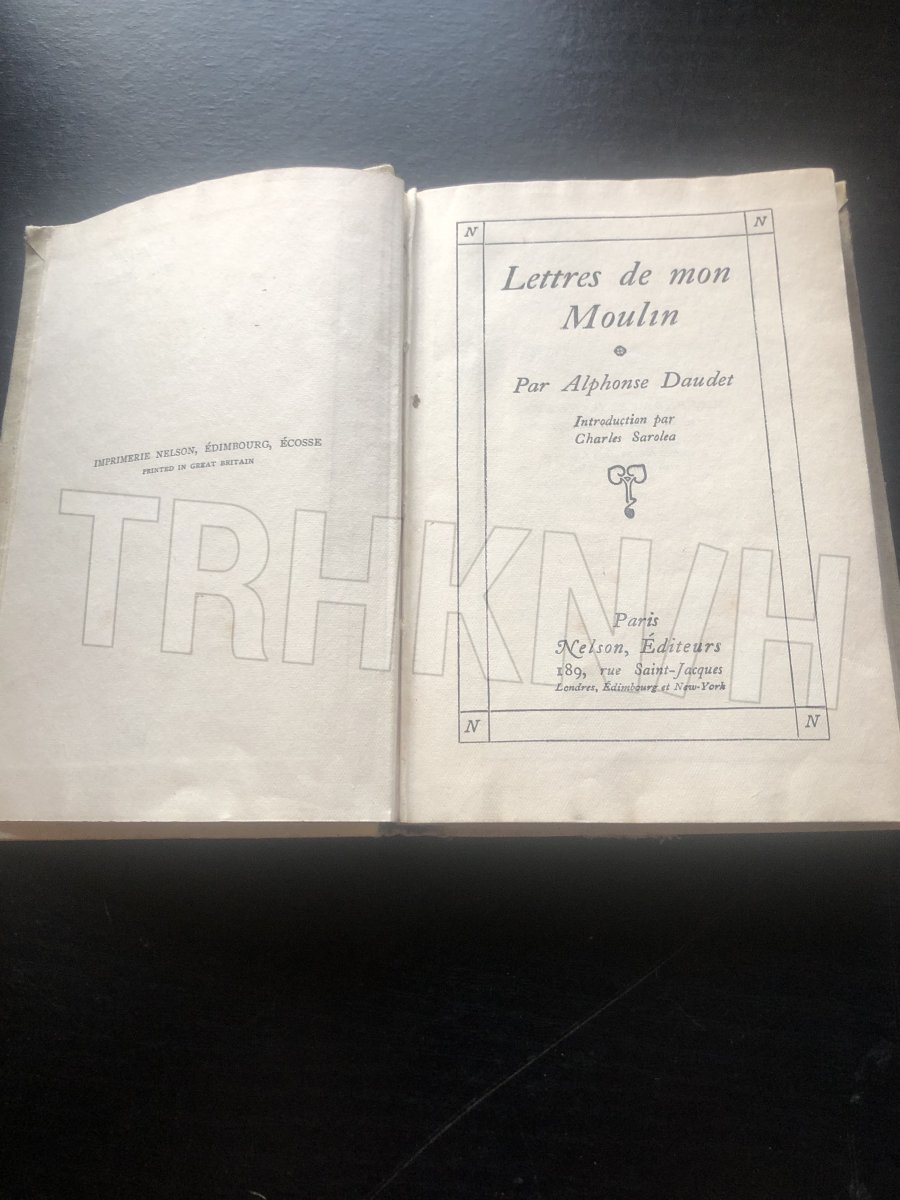 IMPRIMERIE NELSON, ÉDIMBOURG, ÉCOSSE
PRINTED IN GREAT BRITAIN
N N
Lettres de mon
Moulin
Par Alphonse Daudet
Introduction par
Charles Sarolea
Paris
Nelson, Éditeurs
189, rue Saint-Jacques
Londres, Édimbourg et New-York
N N
TRHKN/H